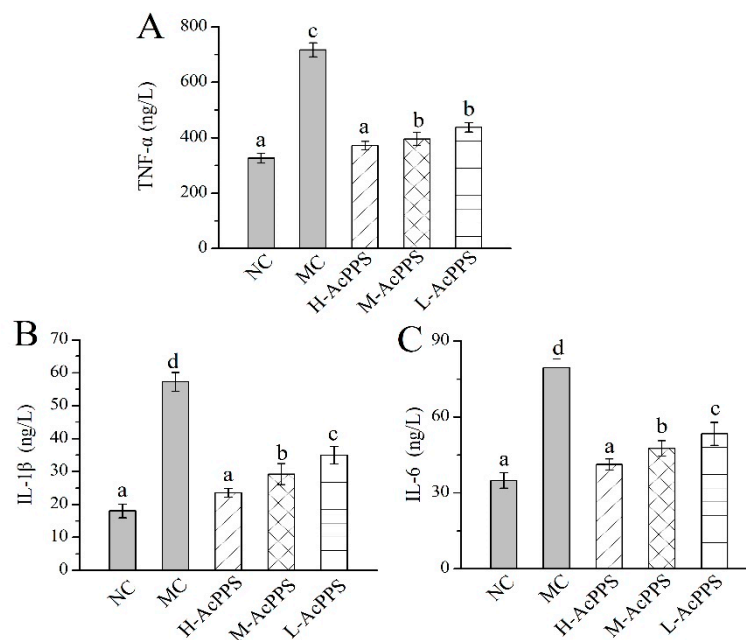 A
TNF-α (ng/L)
800
600
400
200
0
c
a
a
b
b
NC
MC
H-AcPPS
M-AcPPS
L-AcPPS
B
IL-1β (ng/L)
70
60
50
40
30
20
10
0
a
d
a
b
c
NC
MC
H-AcPPS
M-AcPPS
L-AcPPS
C
IL-6 (ng/L)
90
60
30
0
a
d
a
b
c
NC
MC
H-AcPPS
M-AcPPS
L-AcPPS